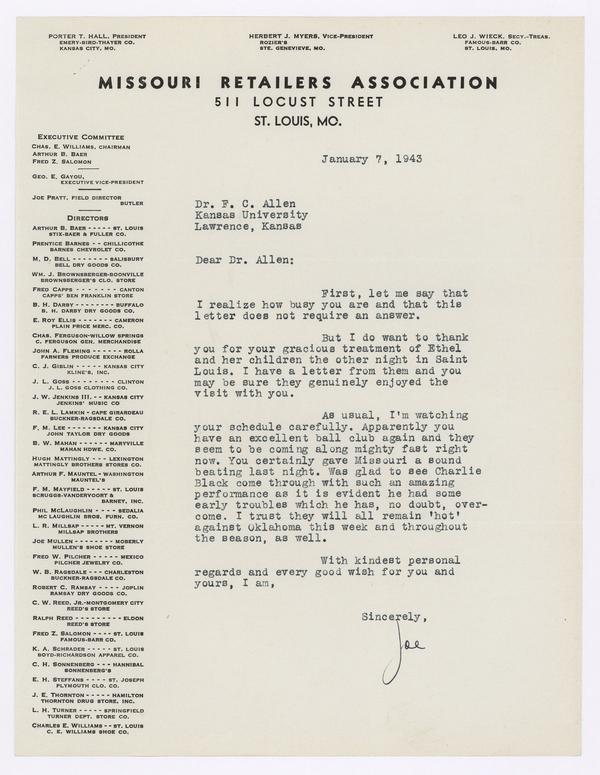 PORTER T. HALL, PRESIDENT
EMERY-BIRD-THAYER CO.
KANSAS CITY, MO.
HERBERT J. MYERS, VICE-PRESIDENT
ROZIER'S
STE. GENEVIEVE, MO.
LEO J. WIECK, SECY.-TREAS.
FAMOUS-BARR CO.
ST. LOUIS, MO.
MISSOURI RETAILERS ASSOCIATION
511 LOCUST STREET
ST. LOUIS, MO.
EXECUTIVE COMMITTEE
CHAS. E. WILLIAMS, CHAIRMAN
ARTHUR B. BAER
FRED Z. SALOMON
GEO. E. GAYOU,
EXECUTIVE VICE-PRESIDENT
JOE PRATT, FIELD DIRECTOR
BUTLER
DIRECTORS
ARTHUR B. BAER - - - - - ST. LOUIS
STIX-BAER & FULLER CO.
PRENTICE BARNES - - CHILLICOTHE
BARNES CHEVROLET CO.
M. D. BELL - - - - - - - SALISBURY
BELL DRY GOODS CO.
WM. J. BROWNSBERGER-BOONVILLE
BROWNSBERGER'S CLO. STORE
FRED CAPPS - - - - - - - - CANTON
CAPPS' BEN FRANKLIN STORE
B. H. DARBY - - - - - - - - BUFFALO
B. H. DARBY DRY GOODS CO.
E. ROY ELLIS - - - - - - - CAMERON
PLAIN PRICE MERC. CO.
CHAS. FERGUSON-WILLOW SPRINGS
C. FERGUSON GEN. MERCHANDISE
JOHN A. FLEMING - - - - - - ROLLA
FARMERS PRODUCE EXCHANGE
C. J. GIBLIN - - - - - KANSAS CITY
KLINE'S, INC.
J. L. GOSS - - - - - - - - CLINTON
J. L. GOSS CLOTHING CO.
J. W. JENKINS III. - - KANSAS CITY
JENKINS' MUSIC CO
R. E. L. LAMKIN - CAPE GIRARDEAU
BUCKNER-RAGSDALE CO.
F. M. LEE - - - - - - - KANSAS CITY
JOHN TAYLOR DRY GOODS
B. W. MAHAN - - - - - - MARYVILLE
MAHAN HDWE. CO.
HUGH MATTINGLY - - - LEXINGTON
MATTINGLY BROTHERS STORES CO.
ARTHUR F. MAUNTEL - WASHINGTON
MAUNTEL'S
F. M. MAYFIELD - - - - - ST. LOUIS
SCRUGGS-VANDERVOORT &
BARNEY, INC.
PHIL MCLAUGHLIN - - - - SEDALIA
MC LAUGHLIN BROS. FURN. CO.
L. R. MILLSAP - - - - - MT. VERNON
MILLSAP BROTHERS
JOE MULLEN - - - - - - - MOBERLY
MULLEN'S SHOE STORE
FRED W. PILCHER - - - - - MEXICO
PILCHER JEWELRY CO.
W. B. RAGSDALE - - - CHARLESTON
BUCKNER-RAGSDALE CO.
ROBERT C. RAMSAY - - - - - JOPLIN
RAMSAY DRY GOODS CO.
C. W. REED, JR.-MONTGOMERY CITY
REED'S STORE
RALPH REED - - - - - - - - - ELDON
REED'S STORE
FRED Z. SALOMON - - - - ST. LOUIS
FAMOUS-BARR CO.
K. A. SCHRADER - - - - - ST. LOUIS
BOYD-RICHARDSON APPAREL CO.
C. H. SONNENBERG - - - HANNIBAL
SONNENBERG'S
E. H. STEFFANS - - - - ST. JOSEPH
PLYMOUTH CLO. CO.
J. E. THORNTON - - - - - HAMILTON
THORNTON DRUG STORE, INC.
L. H. TURNER - - - - - SPRINGFIELD
TURNER DEPT. STORE CO.
CHARLES E. WILLIAMS - - ST. LOUIS
C. E. WILLIAMS SHOE CO.
January 7, 1943
Dr. F. C. Allen
Kansas University
Lawrence, Kansas
Dear Dr. Allen:
First, let me say that
I realize how busy you are and that this
letter does not require an answer.
But I do want to thank
you for your gracious treatment of Ethel
and her children the other night in Saint
Louis. I have a letter from them and you
may be sure they genuinely enjoyed the
visit with you.
As usual, I'm watching
your schedule carefully. Apparently you
have an excellent ball club again and they
seem to be coming along mighty fast right
now. You certainly gave Missouri a sound
beating last night. Was glad to see Charlie
Black come through with such an amazing
performance as it is evident he had some
early troubles which he has, no doubt, over-
come. I trust they will all remain 'hot'
against Oklahoma this week and throughout
the season, as well.
With kindest personal
regards and every good wish for you and
yours, I am,
Sincerely,
Joe